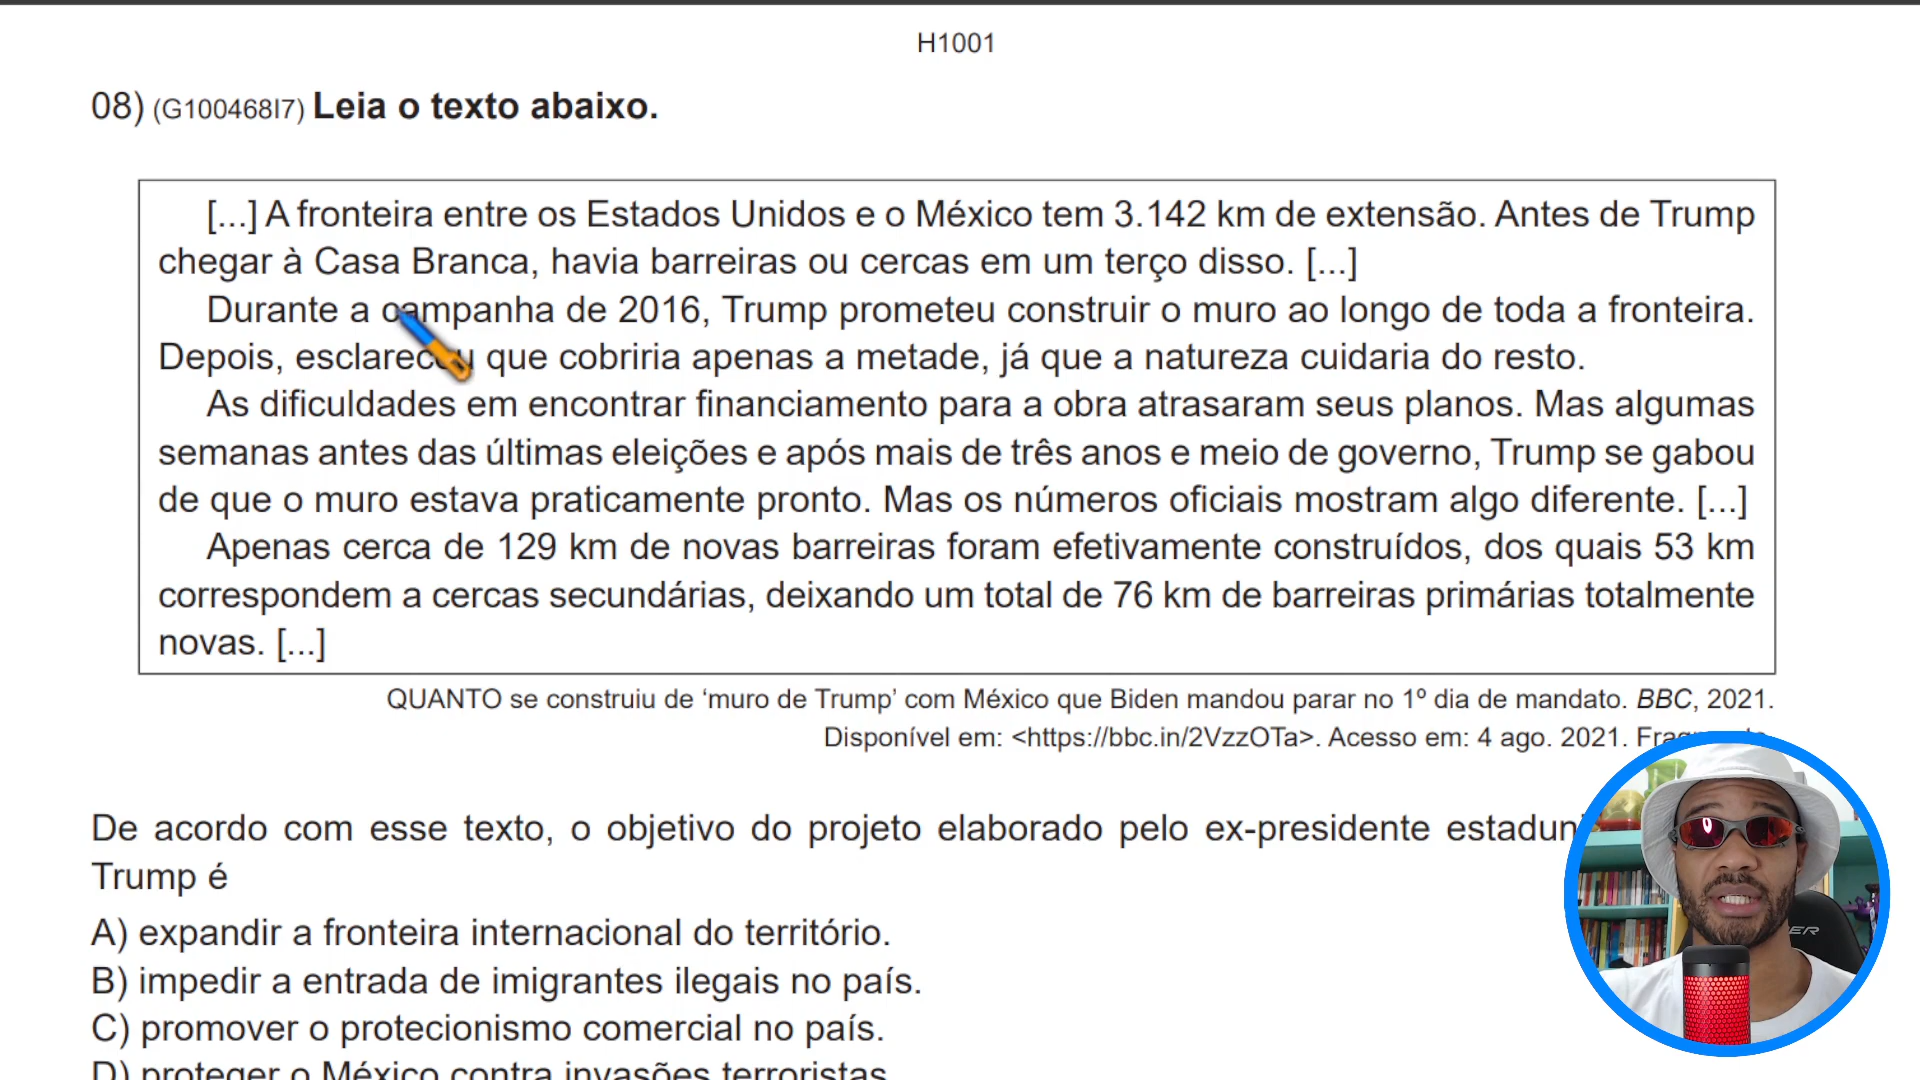 H1001
08) (G100468I7) Leia o texto abaixo.
[...] A fronteira entre os Estados Unidos e o México tem 3.142 km de extensão. Antes de Trump
chegar à Casa Branca, havia barreiras ou cercas em um terço disso. [...]
Durante a campanha de 2016, Trump prometeu construir o muro ao longo de toda a fronteira.
Depois, esclareceu que cobriria apenas a metade, já que a natureza cuidaria do resto.
As dificuldades em encontrar financiamento para a obra atrasaram seus planos. Mas algumas
semanas antes das últimas eleições e após mais de três anos e meio de governo, Trump se gabou
de que o muro estava praticamente pronto. Mas os números oficiais mostram algo diferente. [...]
Apenas cerca de 129 km de novas barreiras foram efetivamente construídos, dos quais 53 km
correspondem a cercas secundárias, deixando um total de 76 km de barreiras primárias totalmente
novas. [...]
QUANTO se construiu de ‘muro de Trump’ com México que Biden mandou parar no 1º dia de mandato. BBC, 2021.
Disponível em: <https://bbc.in/2VzzOTa>. Acesso em: 4 ago. 2021.
De acordo com esse texto, o objetivo do projeto elaborado pelo ex-presidente
Trump é
A) expandir a fronteira internacional do território.
B) impedir a entrada de imigrantes ilegais no país.
C) promover o protecionismo comercial no país.
D) proteger o México contra invasões terroristas.